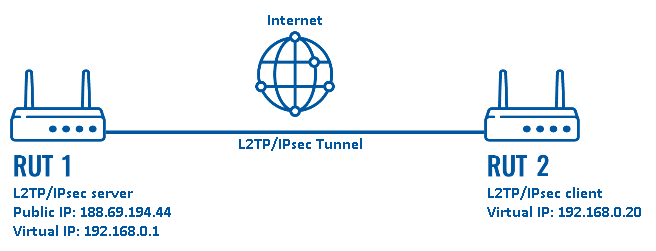 Internet
L2TP/IPsec Tunnel
RUT 1
L2TP/IPsec server
Public IP: 188.69.194.44
Virtual IP: 192.168.0.1
RUT 2
L2TP/IPsec client
Virtual IP: 192.168.0.20